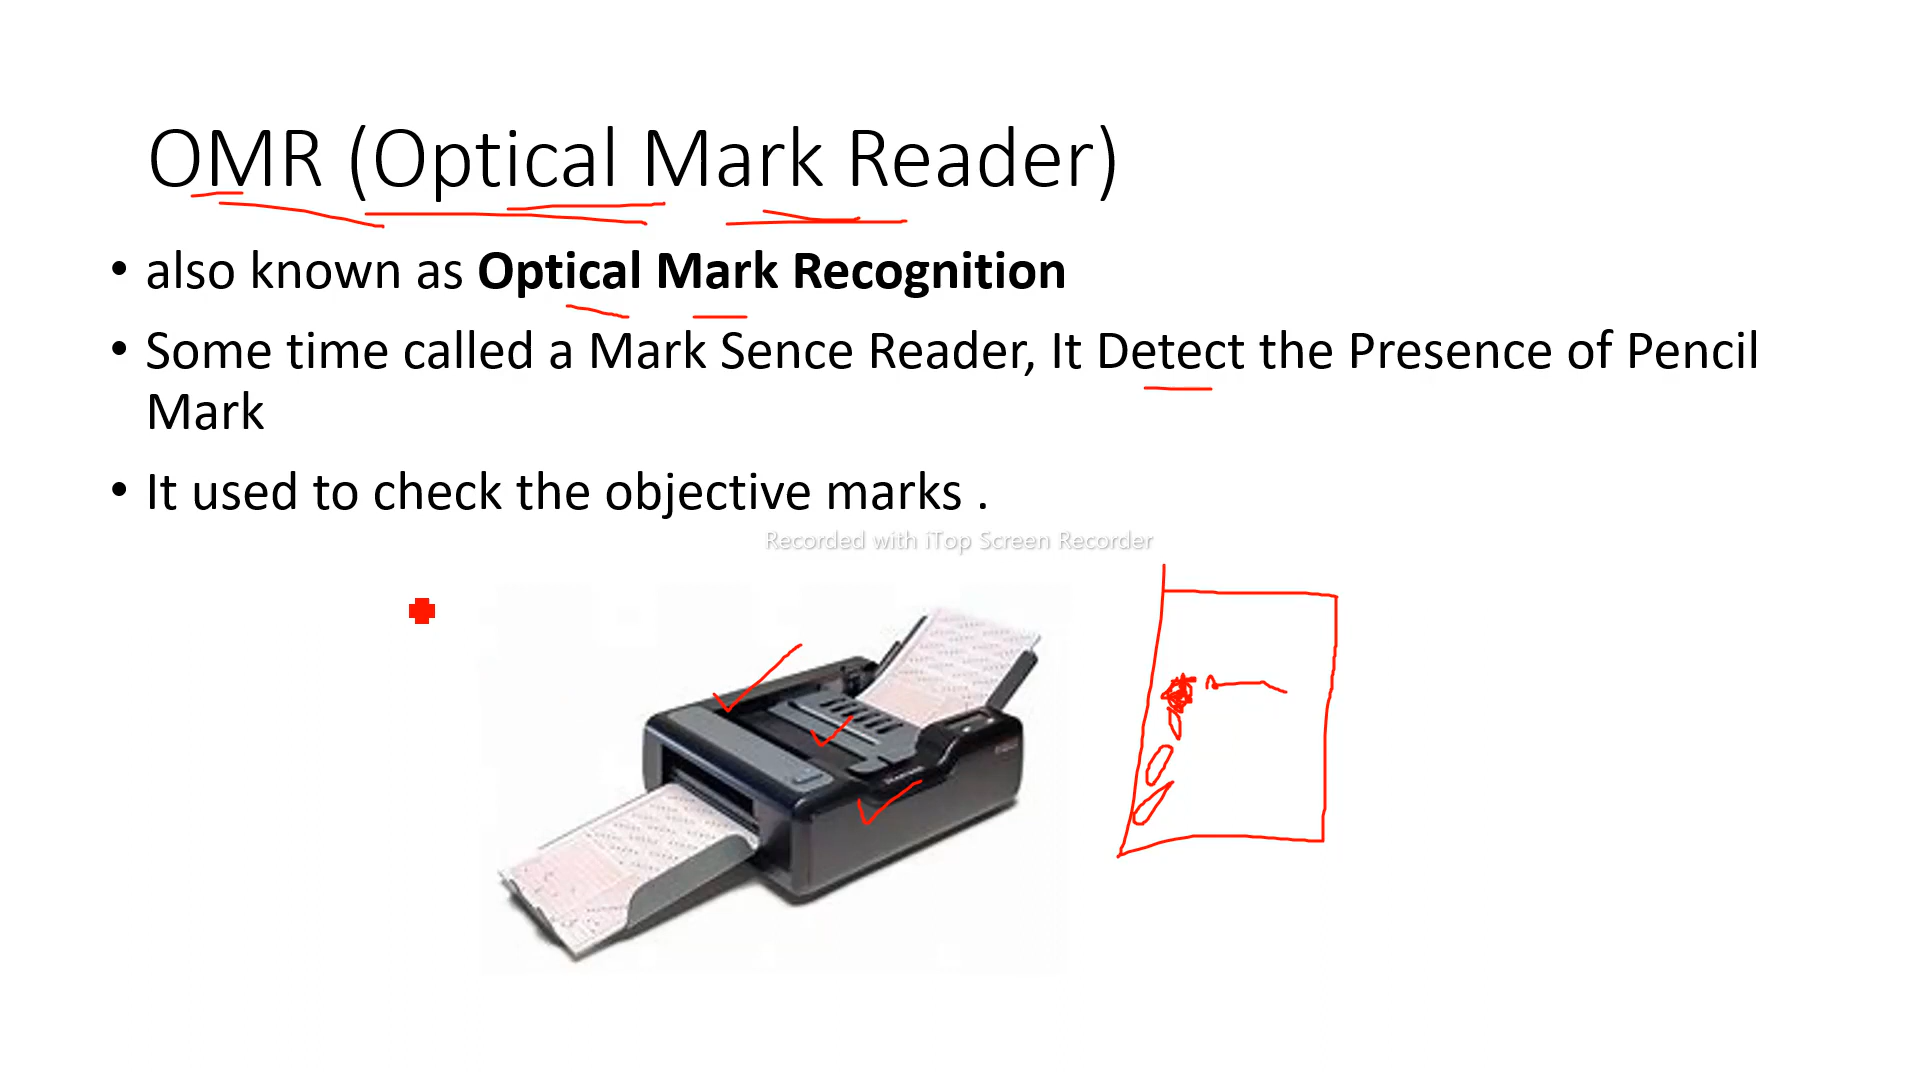 OMR (Optical Mark Reader)
• also known as Optical Mark Recognition
• Some time called a Mark Sence Reader, It Detect the Presence of Pencil
Mark
• It used to check the objective marks .
Recorded with iTop Screen Recorder